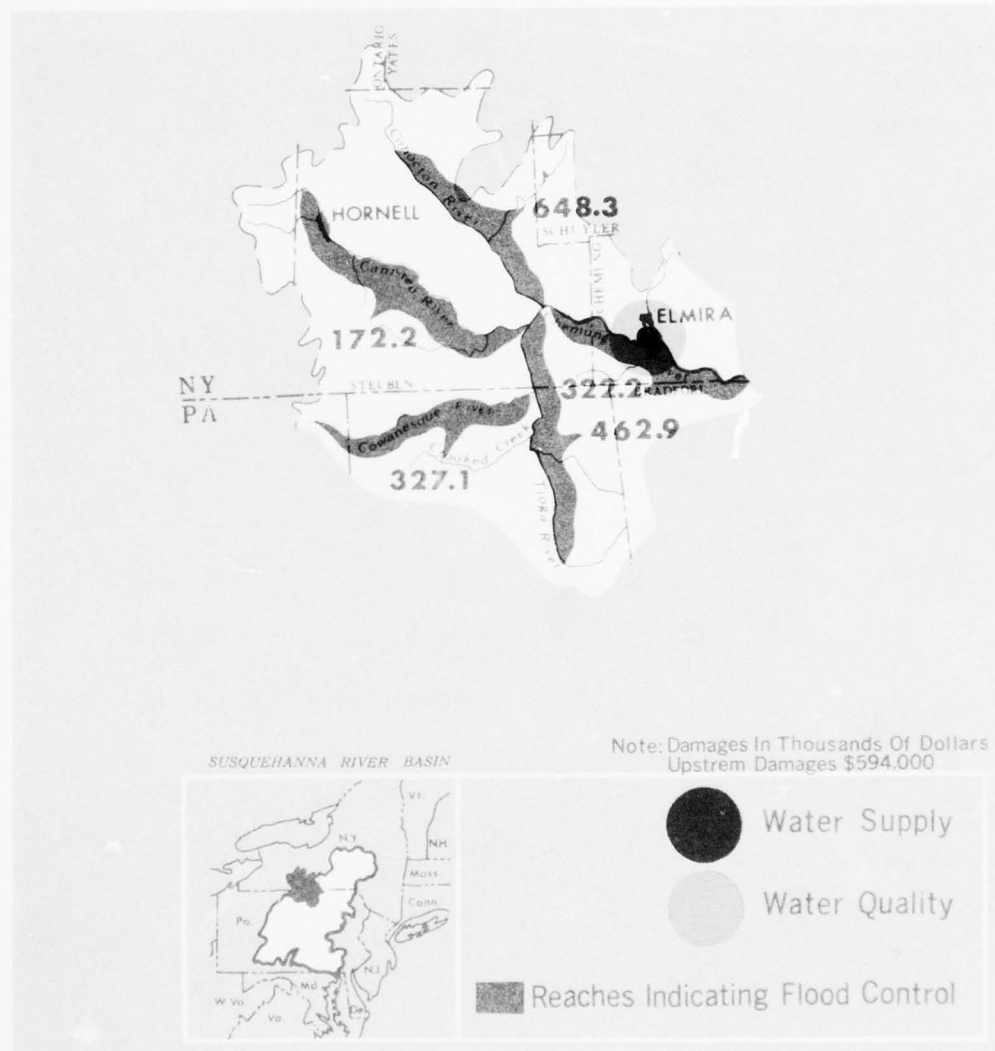 ONTARIO
YATES
Cohocton River
648.3
SCHUYLER
HORNELL
CHEMUNG
Canisteo River
ELMIRA
Chemung River
172.2
NY
STEUBEN
322.2
BRADFORD
PA
Cowanesque River
462.9
Crooked Creek
327.1
Tioga River
Note: Damages In Thousands Of Dollars
Upstrem Damages $594.000
SUSQUEHANNA RIVER BASIN
Vt.
N.Y.
N.H.
Mass.
Conn.
Pa.
N.J.
Md.
W.Va.
Va.
Water Supply
Water Quality
Reaches Indicating Flood Control